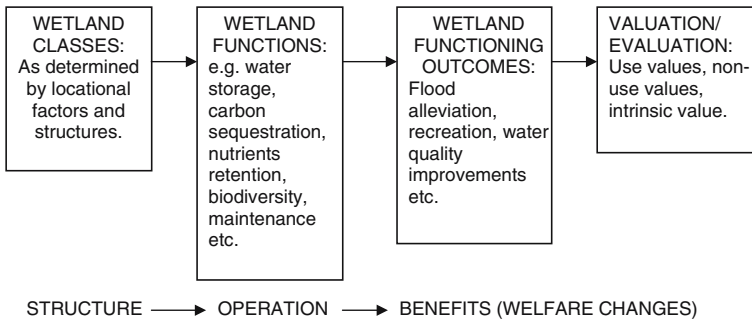 WETLAND
CLASSES:
As determined
by locational
factors and
structures.
WETLAND
FUNCTIONS:
e.g. water
storage,
carbon
sequestration,
nutrients
retention,
biodiversity,
maintenance
etc.
WETLAND
FUNCTIONING
OUTCOMES:
Flood
alleviation,
recreation, water
quality
improvements
etc.
VALUATION/
EVALUATION:
Use values, non-
use values,
intrinsic value.
STRUCTURE OPERATION BENEFITS (WELFARE CHANGES)